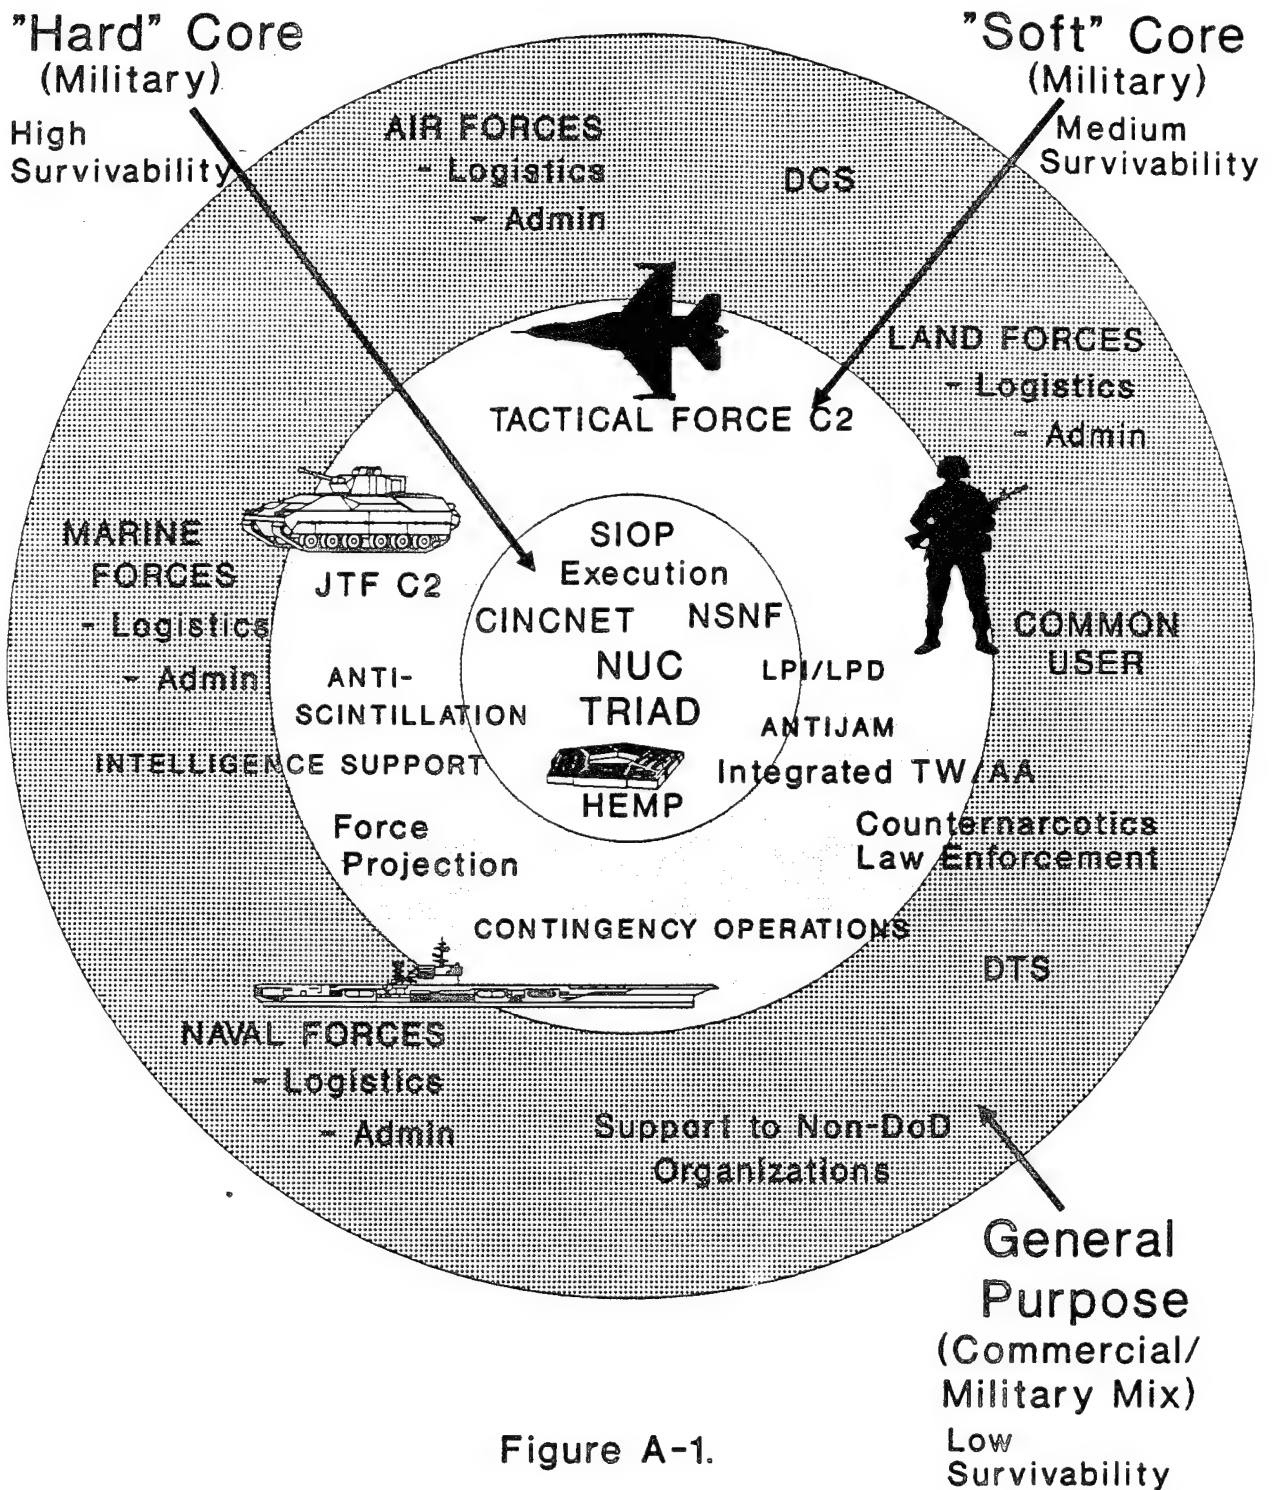 "Hard" Core
(Military)
High
Survivability
"Soft" Core
(Military)
Medium
Survivability
AIR FORCES
- Logistics
- Admin
DCS
LAND FORCES
- Logistics
- Admin
TACTICAL FORCE C2
MARINE
FORCES
- Logistics
- Admin
JTF C2
SIOP
Execution
CINCNET
NSNF
NUC
TRIAD
HEMP
COMMON
USER
LPI/LPD
ANTI-
SCINTILLATION
ANTIJAM
INTELLIGENCE SUPPORT
Integrated TW/AA
Force
Projection
Counternarcotics
Law Enforcement
CONTINGENCY OPERATIONS
DTS
NAVAL FORCES
- Logistics
- Admin
Support to Non-DoD
Organizations
General
Purpose
(Commercial/
Military Mix)
Low
Survivability
Figure A-1.